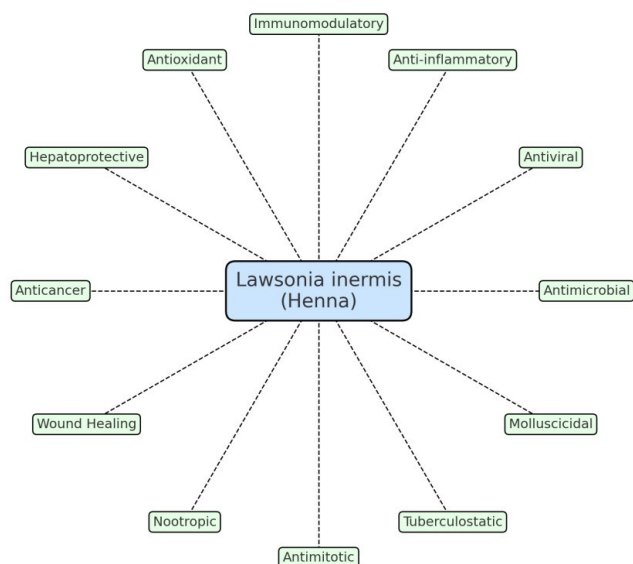 Immunomodulatory
Antioxidant
Anti-inflammatory
Hepatoprotective
Antiviral
Lawsonia inermis
(Henna)
Anticancer
Antimicrobial
Wound Healing
Molluscicidal
Nootropic
Tuberculostatic
Antimitotic